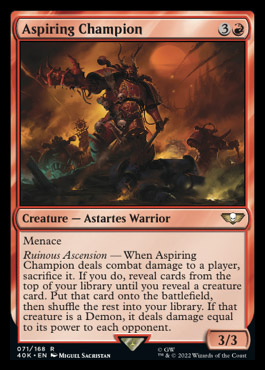 Aspiring Champion 3
Creature — Astartes Warrior
Menace
Ruinous Ascension — When Aspiring
Champion deals combat damage to a player,
sacrifice it. If you do, reveal cards from the
top of your library until you reveal a creature
card. Put that card onto the battlefield,
then shuffle the rest into your library. If that
creature is a Demon, it deals damage equal
to its power to each opponent.
3/3
071/168 R
40K • EN MIGUEL SACRISTAN
© GW
™ & © 2022 Wizards of the Coast